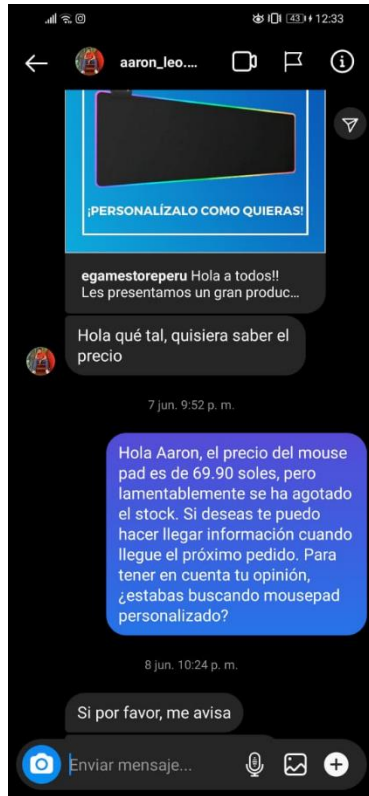 43 12:33
aaron_leo....
¡PERSONALÍZALO COMO QUIERAS!
egamestoreperu Hola a todos!!
Les presentamos un gran produc...
Hola qué tal, quisiera saber el
precio
7 jun. 9:52 p. m.
Hola Aaron, el precio del mouse
pad es de 69.90 soles, pero
lamentablemente se ha agotado
el stock. Si deseas te puedo
hacer llegar información cuando
llegue el próximo pedido. Para
tener en cuenta tu opinión,
¿estabas buscando mousepad
personalizado?
8 jun. 10:24 p. m.
Si por favor, me avisa
Enviar mensaje...